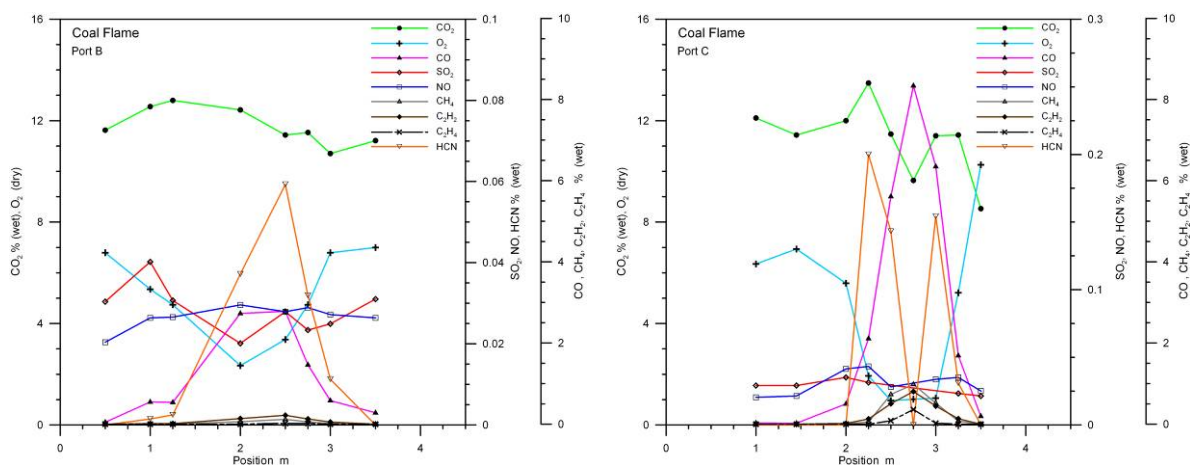 16
12
8
4
0
CO2 % (wet), O2 (dry)
Coal Flame
Port B
CO2
O2
CO
SO2
NO
CH4
C2H2
C2H4
HCN
0.1
0.08
0.06
0.04
0.02
0
SO2, NO, HCN % (wet)
10
8
6
4
2
0
CO, CH4, C2H2, C2H4 % (wet)
0 1 2 3 4
Position m
16
12
8
4
0
CO2 % (wet), O2 (dry)
Coal Flame
Port C
CO2
O2
CO
SO2
NO
CH4
C2H2
C2H4
HCN
0.3
0.2
0.1
0
SO2, NO, HCN % (wet)
10
8
6
4
2
0
CO, CH4, C2H2, C2H4 % (wet)
0 1 2 3 4
Position m